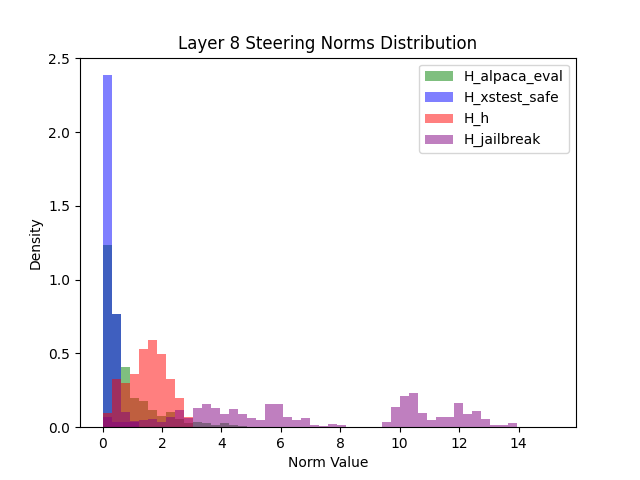 Layer 8 Steering Norms Distribution
2.5
2.0
1.5
1.0
0.5
0.0
Density
H_alpaca_eval
H_xstest_safe
H_h
H_jailbreak
0 2 4 6 8 10 12 14
Norm Value